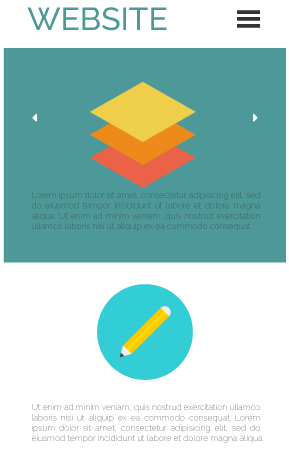 WEBSITE
Lorem ipsum dolor sit amet, consectetur adipisicing elit, sed
do eiusmod tempor incididunt ut labore et dolore magna
aliqua. Ut enim ad minim veniam, quis nostrud exercitation
ullamco laboris nisi ut aliquip ex ea commodo consequat.
Ut enim ad minim veniam, quis nostrud exercitation ullamco
laboris nisi ut aliquip ex ea commodo consequat. Lorem
ipsum dolor sit amet, consectetur adipisicing elit, sed do
eiusmod tempor incididunt ut labore et dolore magna aliqua.